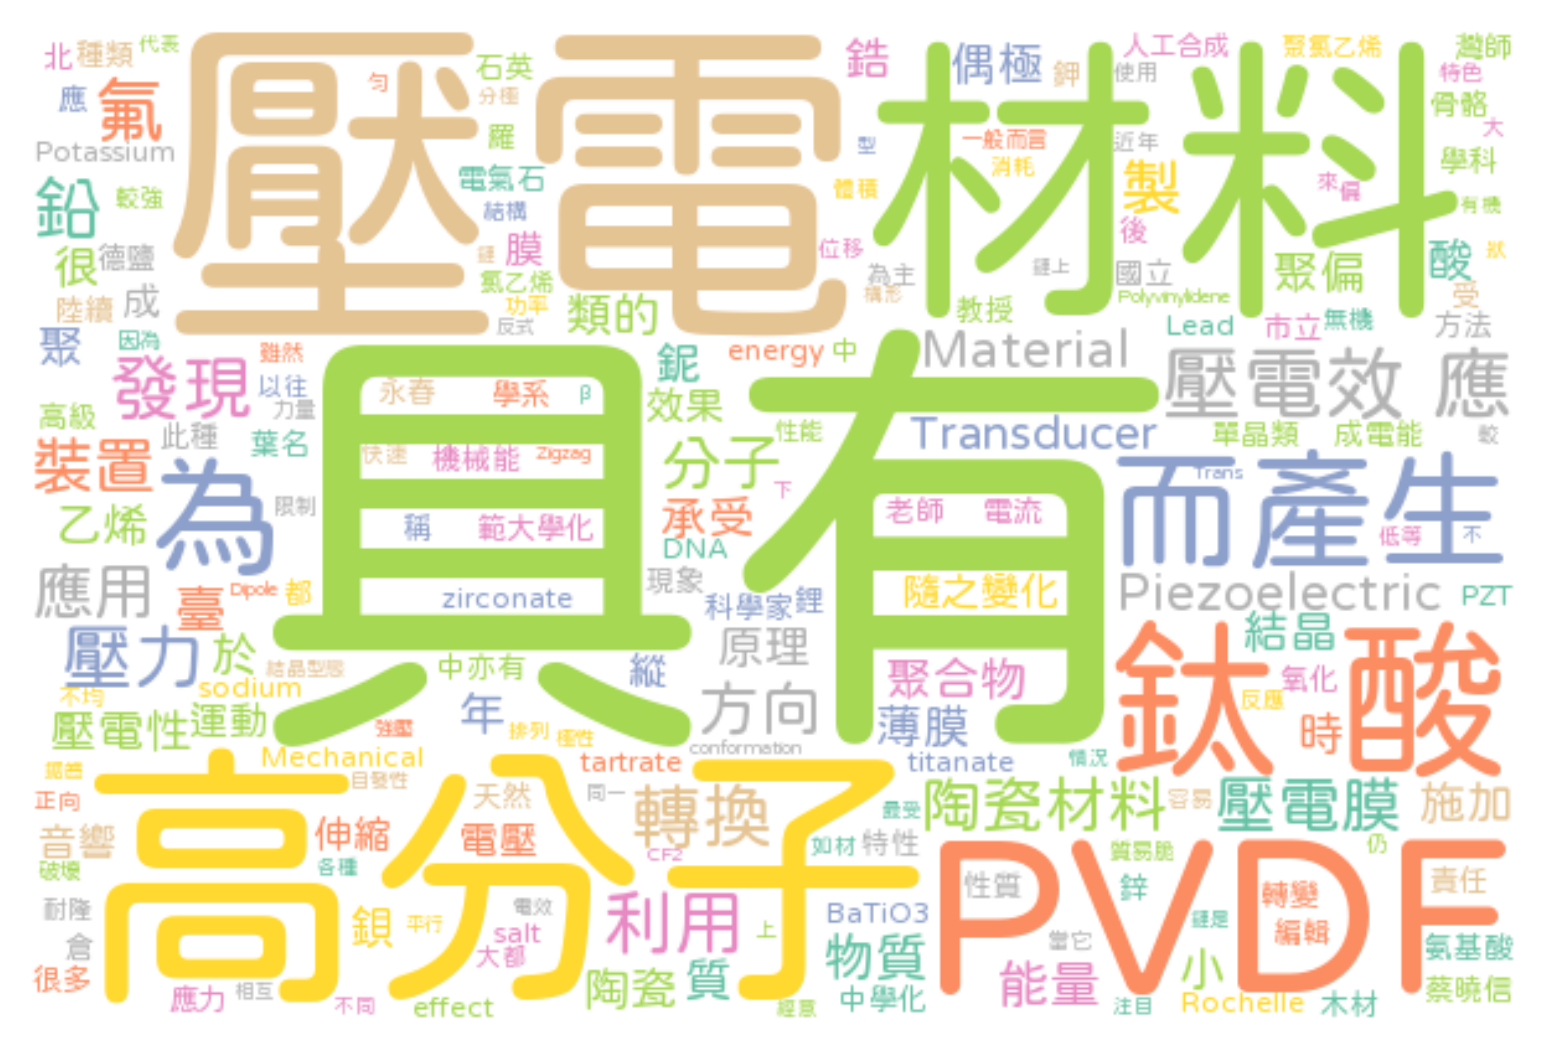 壓電
材料
具有
高分子
PVDF
鈦酸
而產生
為
壓電效 應
Material
Transducer
Piezoelectric
北
種類
代表
應
氟
Potassium
鉛
較強
很
德鹽
陸續
成
聚
因為
發現
雖然
以往
力量
高級
此種
葉名
裝置
乙烯
限制
應用
臺
Dipole
都
壓力
於
結晶型態
不均
sodium
壓電性
運動
Mechanical
強壓
正向
自發性
音響
伸縮
破壞
各種
耐隆
倉
很多
鋇
平行
應力
相互
不同
effect
勻
石英
分極
羅
電氣石
結構
鏈
膜
氯乙烯
功率
反式
類的
鋯
型
體積
位移
為主
構形
偶極
鉀
人工合成
使用
聚氯乙烯
灣師
特色
骨骼
大
一般而言
消耗
近年
製
後
學科
來
偏
有機
鏈上
國立
聚偏
酸
狀
受
教授
Polyvinylidene
Lead
市立
無機
方法
永春
學系
β
快速
機械能
Zigzag
稱
範大學化
zirconate
鈮
energy
中
效果
分子
性能
承受
下
DNA
現象
科學家
鋰
原理
老師
電流
隨之變化
聚合物
單晶類
成電能
較
Trans
低等
不
PZT
結晶
氧化
反應
時
中亦有
縱
年
排列
極性
方向
薄膜
conformation
tartrate
titanate
情況
天然
同一
轉換
電壓
CF2
最受
如材
特性
陶瓷材料
容易
壓電膜
施加
電效
salt
大都
利用
上
BaTiO3
物質
陶瓷
質
經意
中學化
性質
質易脆
仍
鋅
轉變
責任
鏈是
編輯
當它
能量
小
氨基酸
注目
Rochelle
木材
蔡曉信